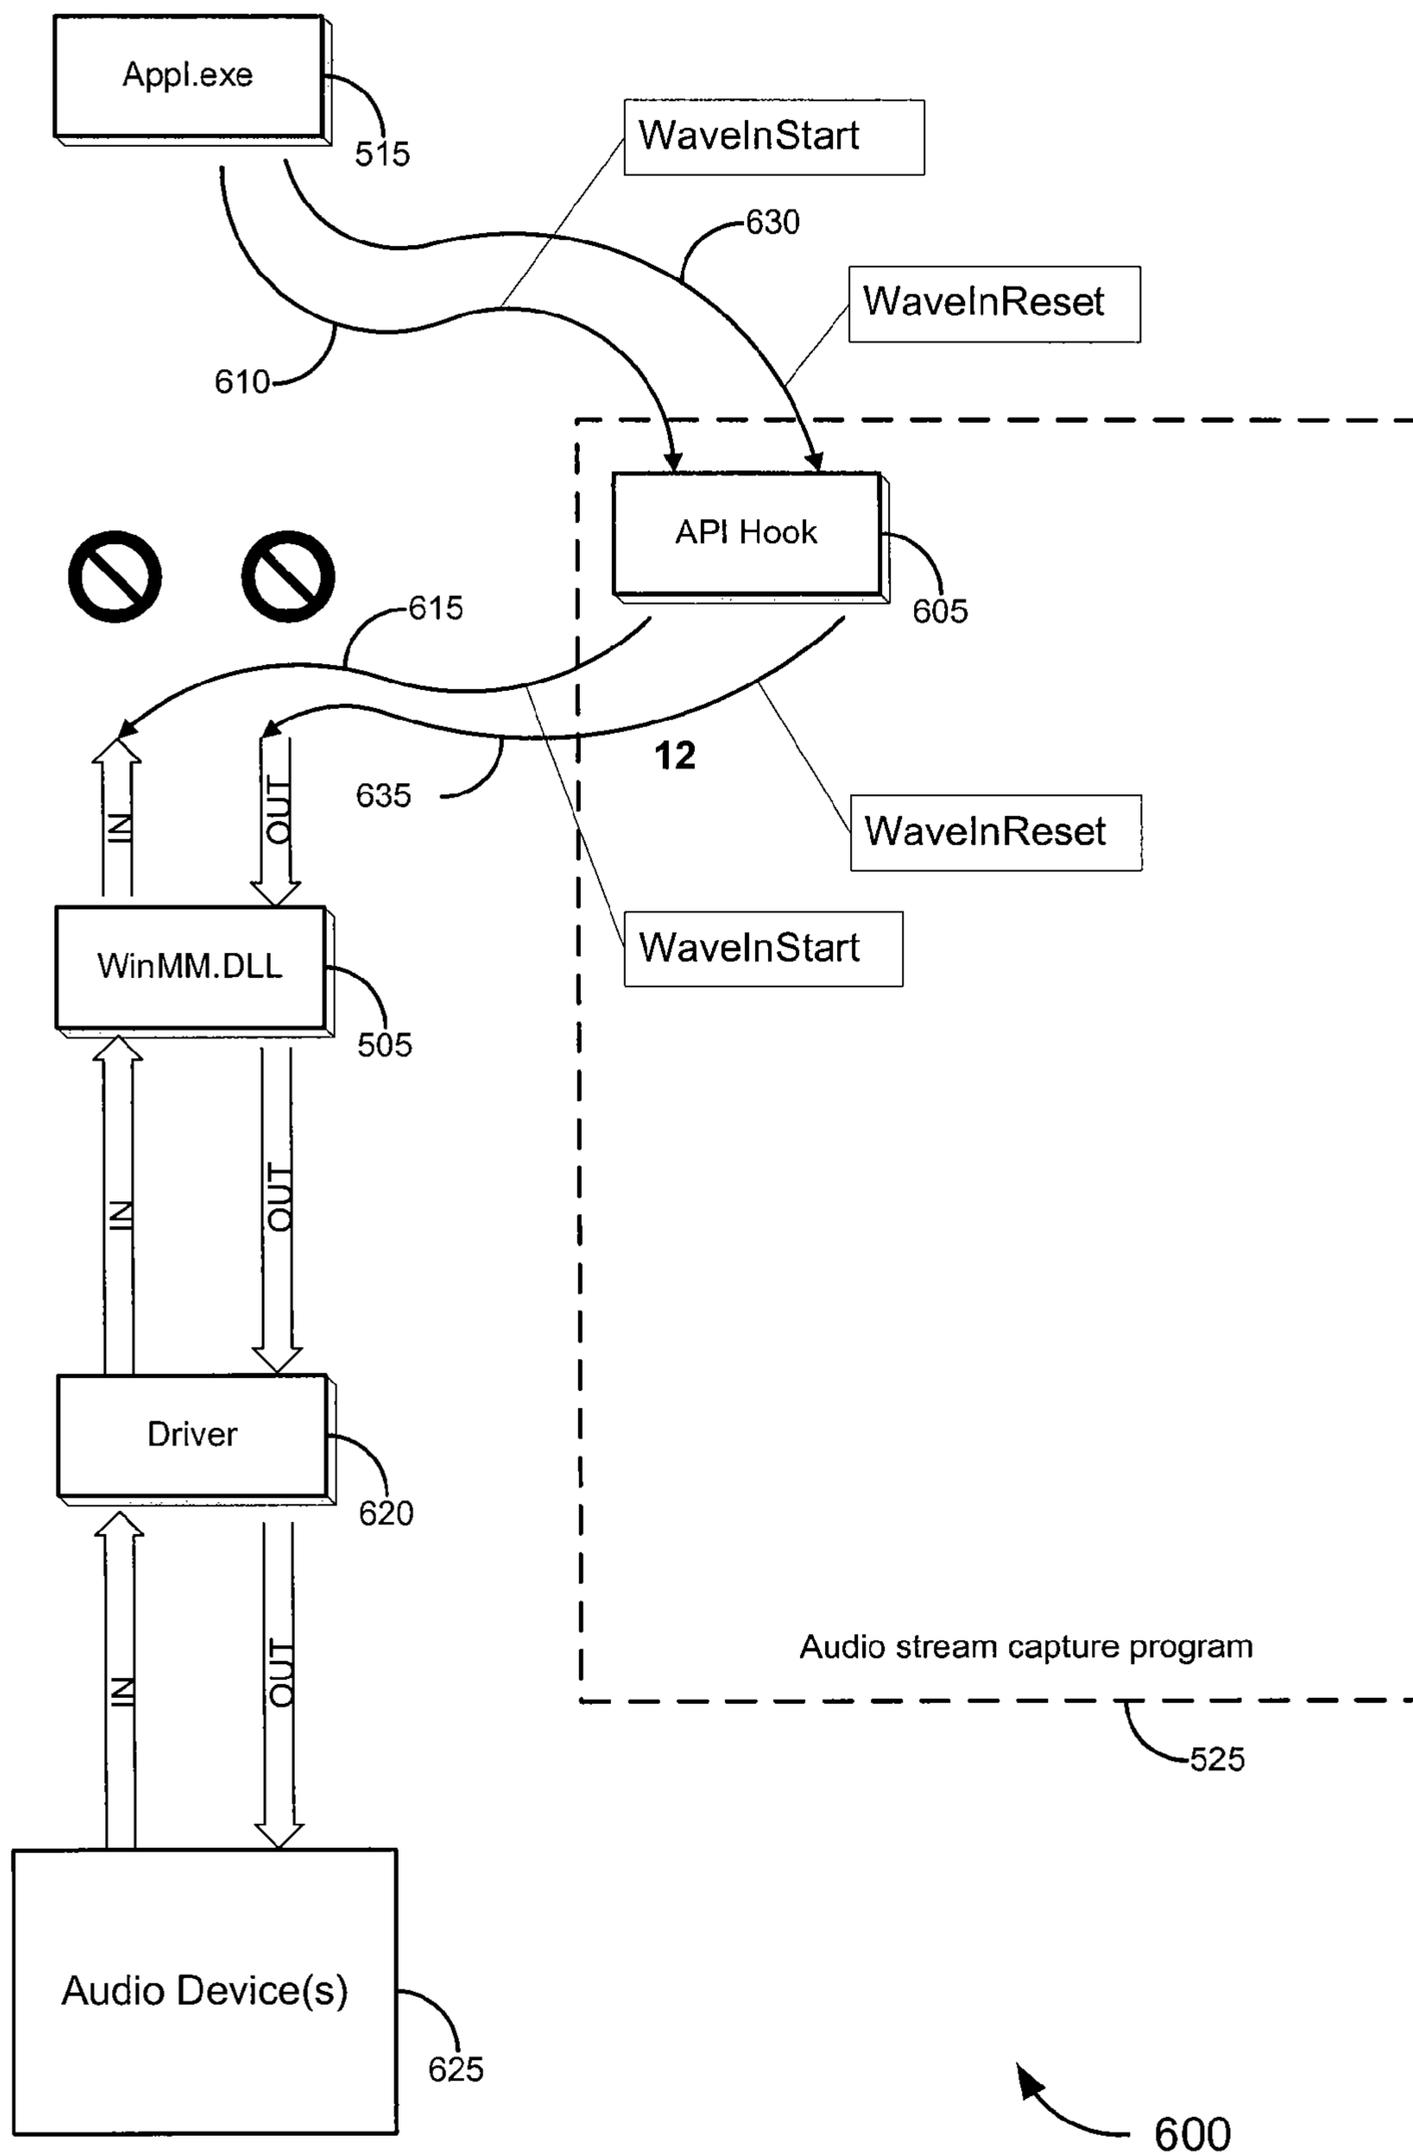 Appl.exe
515
WaveInStart
630
WaveInReset
610
API Hook
605
615
12
635
IN
OUT
WaveInReset
WaveInStart
WinMM.DLL
505
IN
OUT
Driver
620
IN
OUT
Audio stream capture program
525
Audio Device(s)
625
600